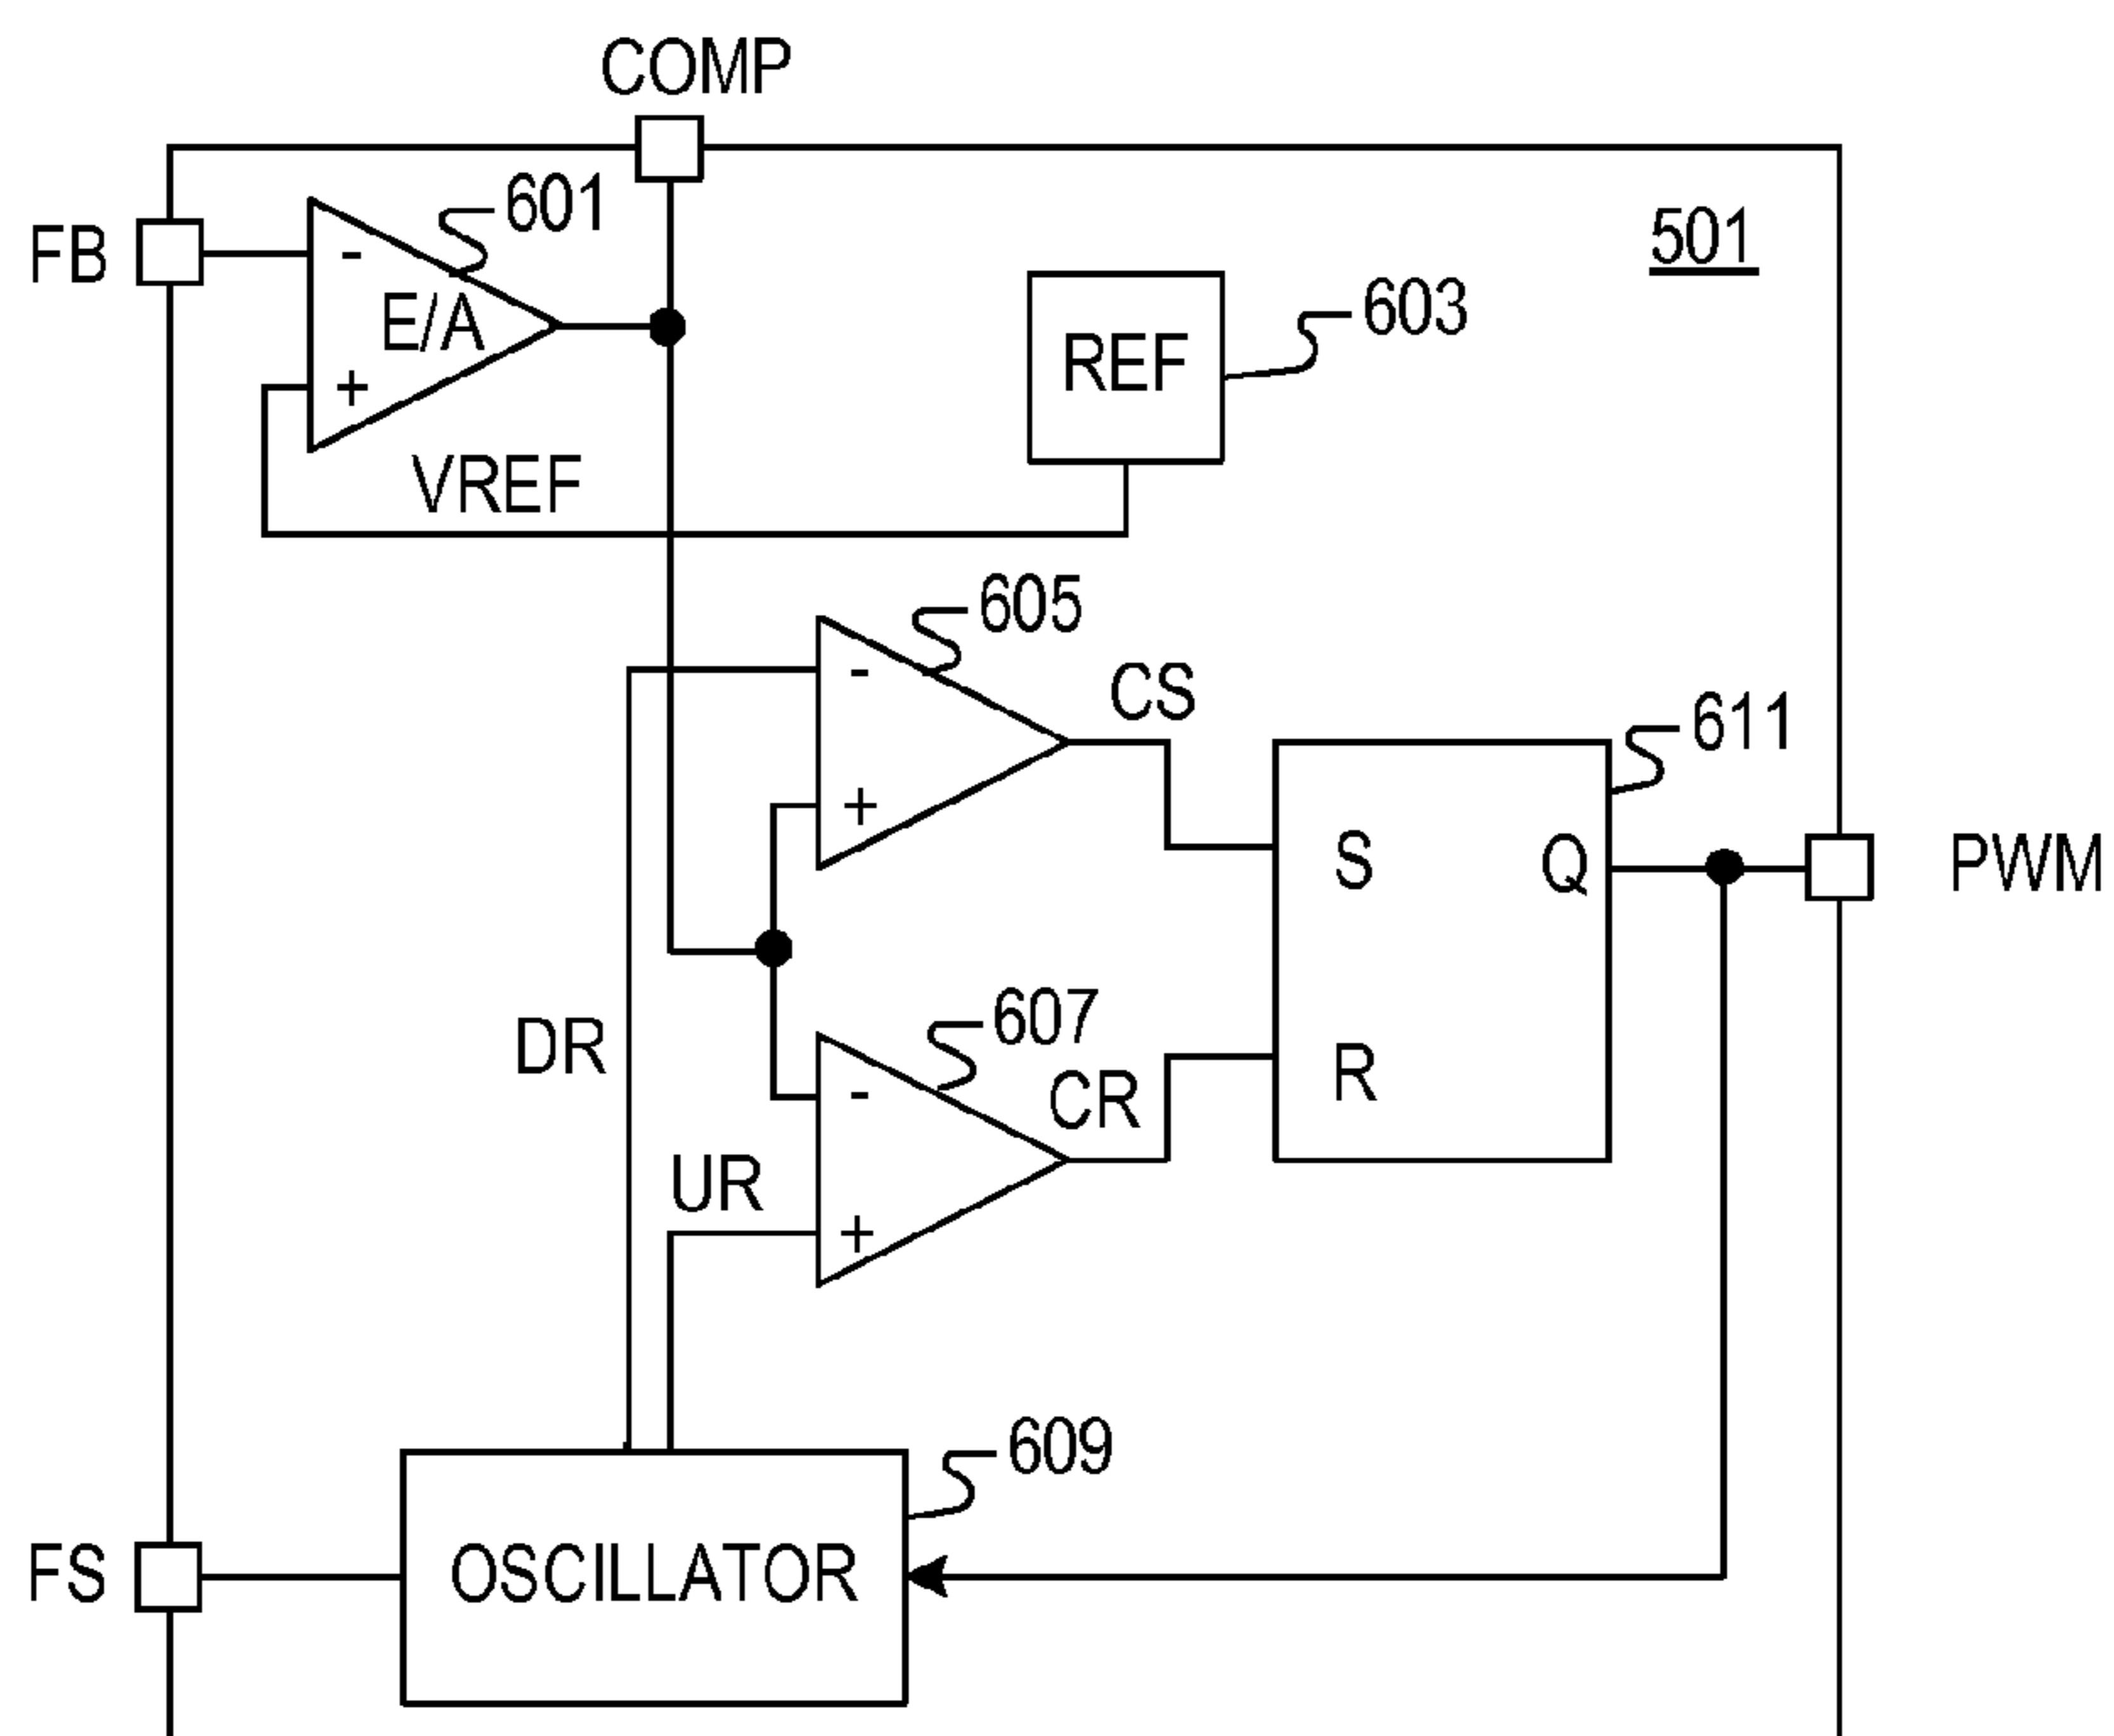 COMP
601
FB
-
E/A
+
501
REF
603
VREF
605
-
CS
+
611
S
Q
PWM
DR
607
R
-
CR
UR
+
609
FS
OSCILLATOR